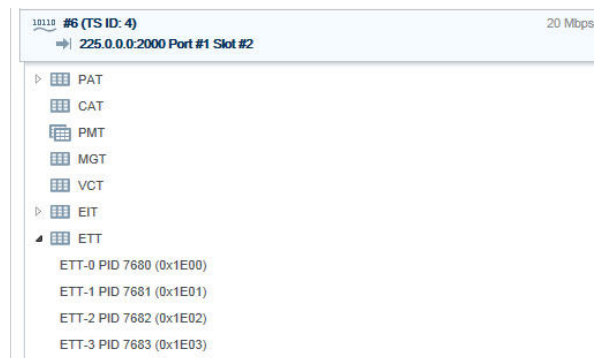 10110 #6 (TS ID: 4) 20 Mbps
225.0.0.0:2000 Port #1 Slot #2
PAT
CAT
PMT
MGT
VCT
EIT
ETT
ETT-0 PID 7680 (0x1E00)
ETT-1 PID 7681 (0x1E01)
ETT-2 PID 7682 (0x1E02)
ETT-3 PID 7683 (0x1E03)